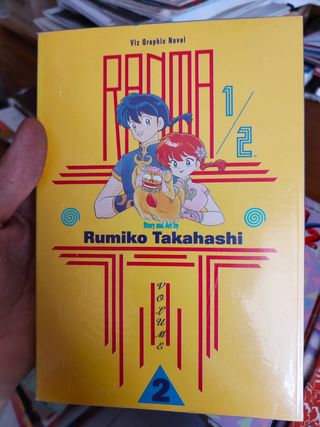 Viz Graphic Novel
RANMA
1/2
Story and Art by
Rumiko Takahashi
VOLUME
2